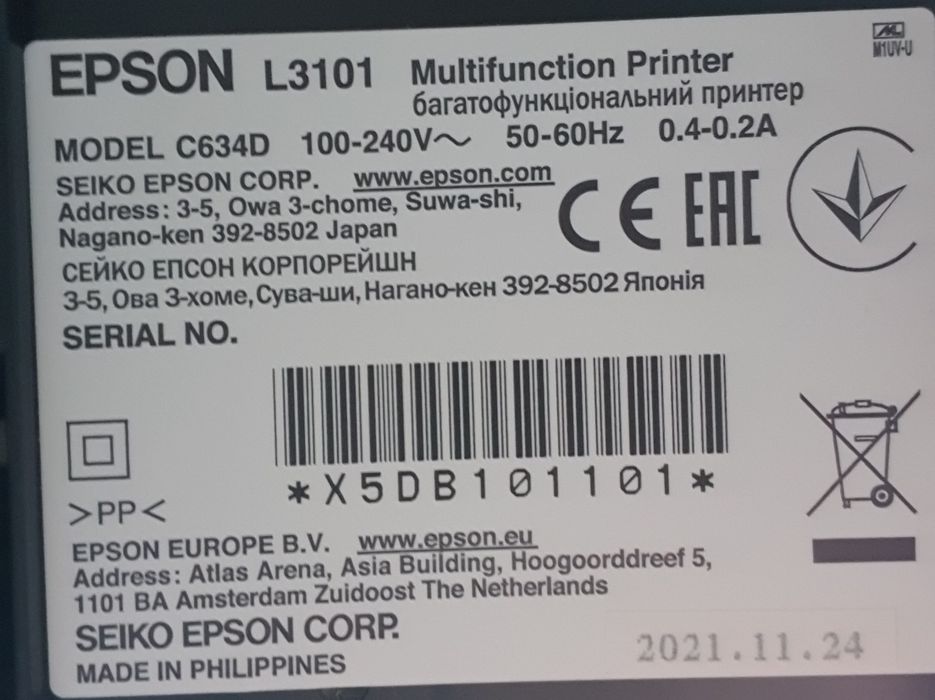 EPSON L3101 Multifunction Printer
багатофункціональний принтер
M1UV-U
MODEL C634D 100-240V~ 50-60Hz 0.4-0.2A
SEIKO EPSON CORP. www.epson.com
Address: 3-5, Owa 3-chome, Suwa-shi,
Nagano-ken 392-8502 Japan
CE EAC
СЕЙКО ЕПСОН КОРПОРЕЙШН
3-5, Ова 3-хоме, Сува-ши, Нагано-кен 392-8502 Японія
SERIAL NO.
*X5DB101101*
>PP<
EPSON EUROPE B.V. www.epson.eu
Address: Atlas Arena, Asia Building, Hoogoorddreef 5,
1101 BA Amsterdam Zuidoost The Netherlands
SEIKO EPSON CORP.
MADE IN PHILIPPINES
2021.11.24